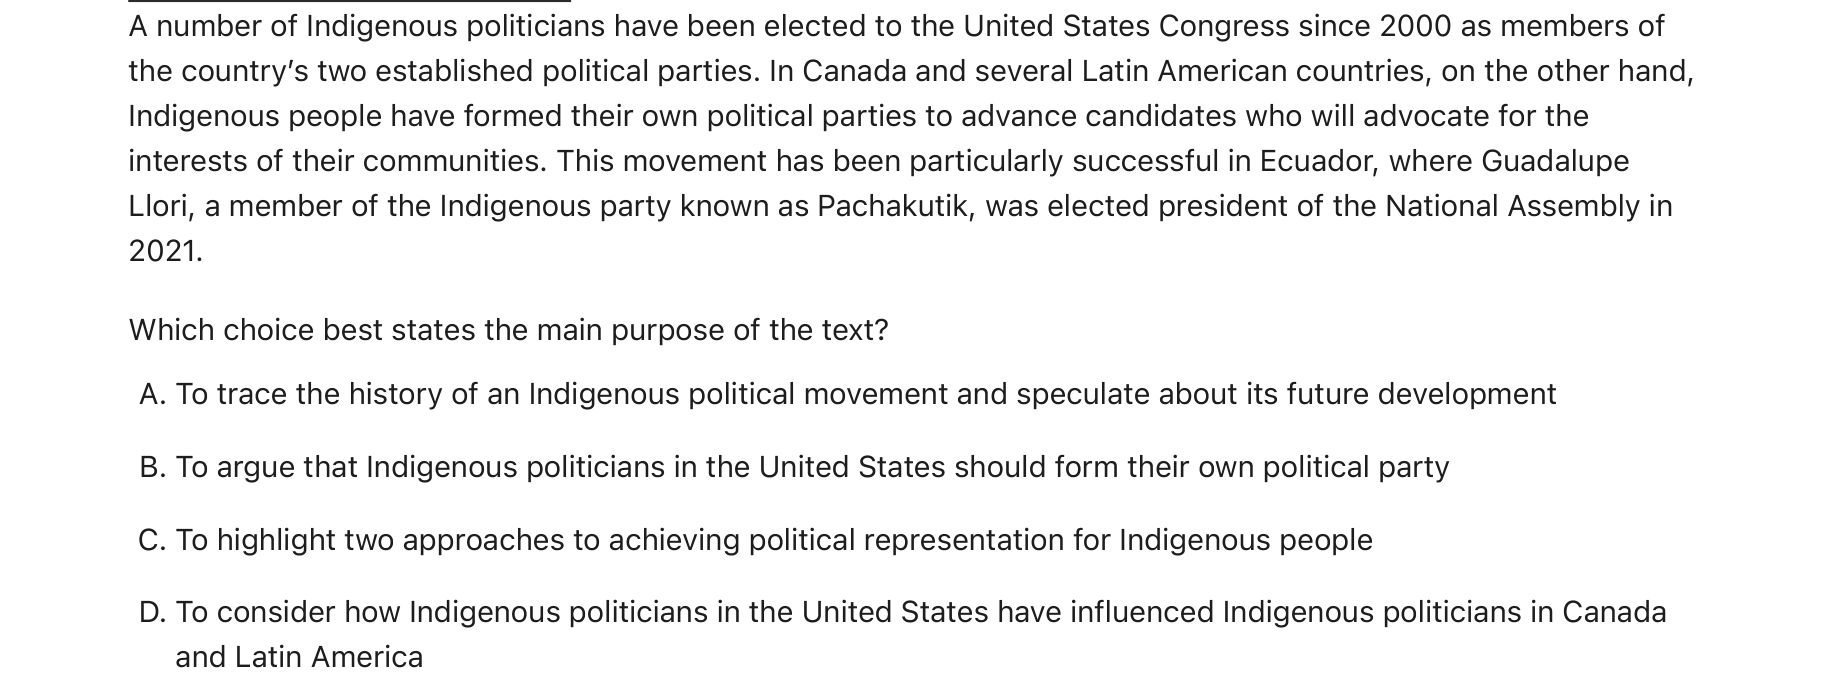 A number of Indigenous politicians have been elected to the United States Congress since 2000 as members of
the country’s two established political parties. In Canada and several Latin American countries, on the other hand,
Indigenous people have formed their own political parties to advance candidates who will advocate for the
interests of their communities. This movement has been particularly successful in Ecuador, where Guadalupe
Llori, a member of the Indigenous party known as Pachakutik, was elected president of the National Assembly in
2021.
Which choice best states the main purpose of the text?
A. To trace the history of an Indigenous political movement and speculate about its future development
B. To argue that Indigenous politicians in the United States should form their own political party
C. To highlight two approaches to achieving political representation for Indigenous people
D. To consider how Indigenous politicians in the United States have influenced Indigenous politicians in Canada
and Latin America